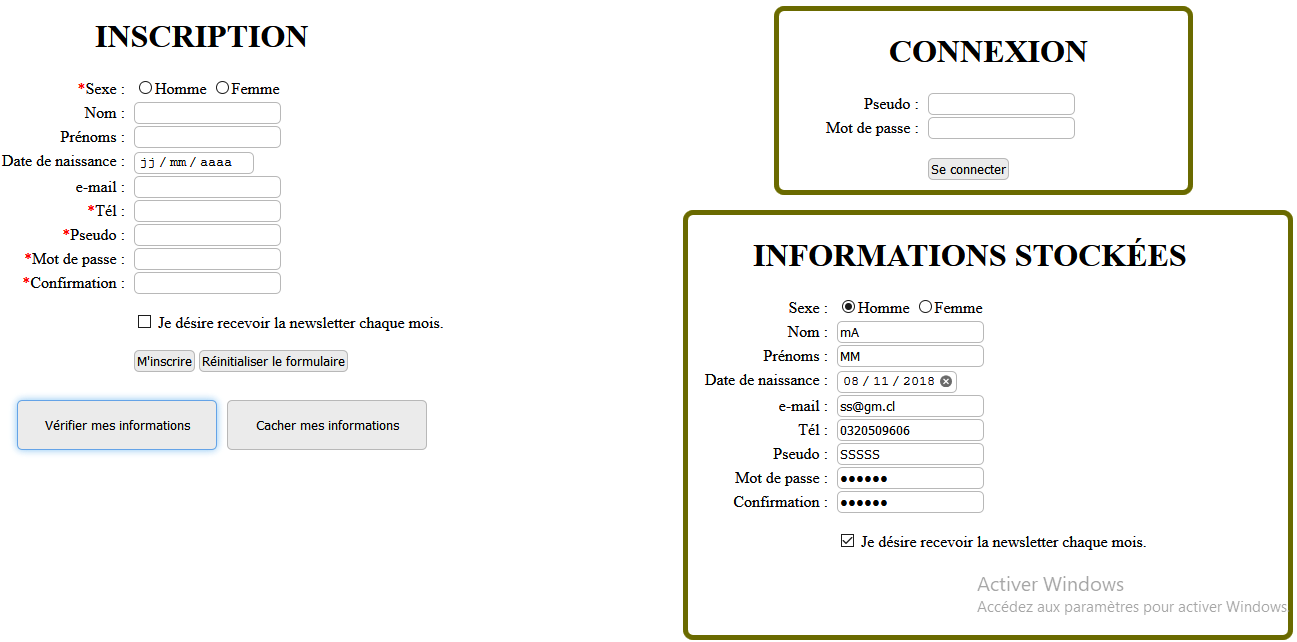 INSCRIPTION
*Sexe : Homme Femme
Nom :
Prénoms :
Date de naissance : jj / mm / aaaa
e-mail :
*Tél :
*Pseudo :
*Mot de passe :
*Confirmation :
Je désire recevoir la newsletter chaque mois.
M'inscrire Réinitialiser le formulaire
Vérifier mes informations Cacher mes informations
CONNEXION
Pseudo :
Mot de passe :
Se connecter
INFORMATIONS STOCKÉES
Sexe : Homme Femme
Nom : mA
Prénoms : MM
Date de naissance : 08 / 11 / 2018
e-mail : ss@gm.cl
Tél : 0320509606
Pseudo : SSSSS
Mot de passe : ●●●●●●
Confirmation : ●●●●●●
Je désire recevoir la newsletter chaque mois.
Activer Windows
Accédez aux paramètres pour activer Windows.